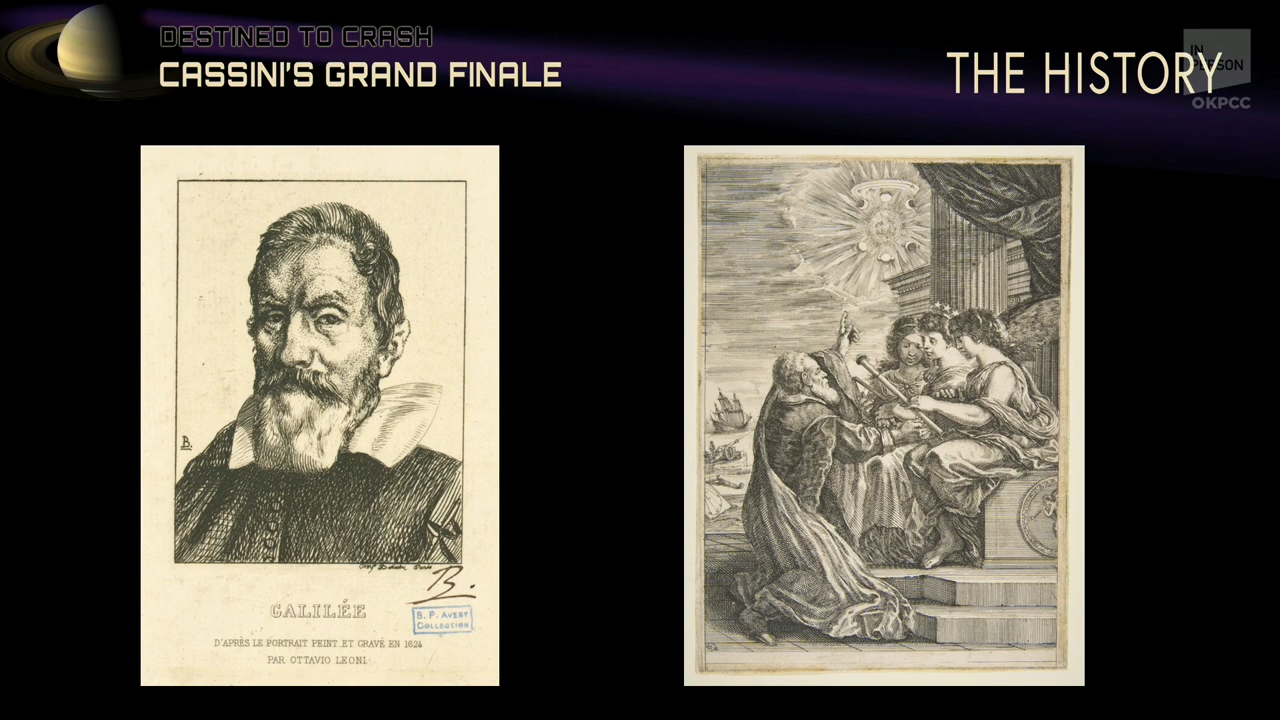 DESTINED TO CRASH
CASSINI'S GRAND FINALE
THE HISTORY
IN
PERSON
KPCC
B.
B.
GALILÉE
S. P. AVERY
COLLECTION
D'APRÈS LE PORTRAIT PEINT ET GRAVÉ EN 1624
PAR OTTAVIO LEONI